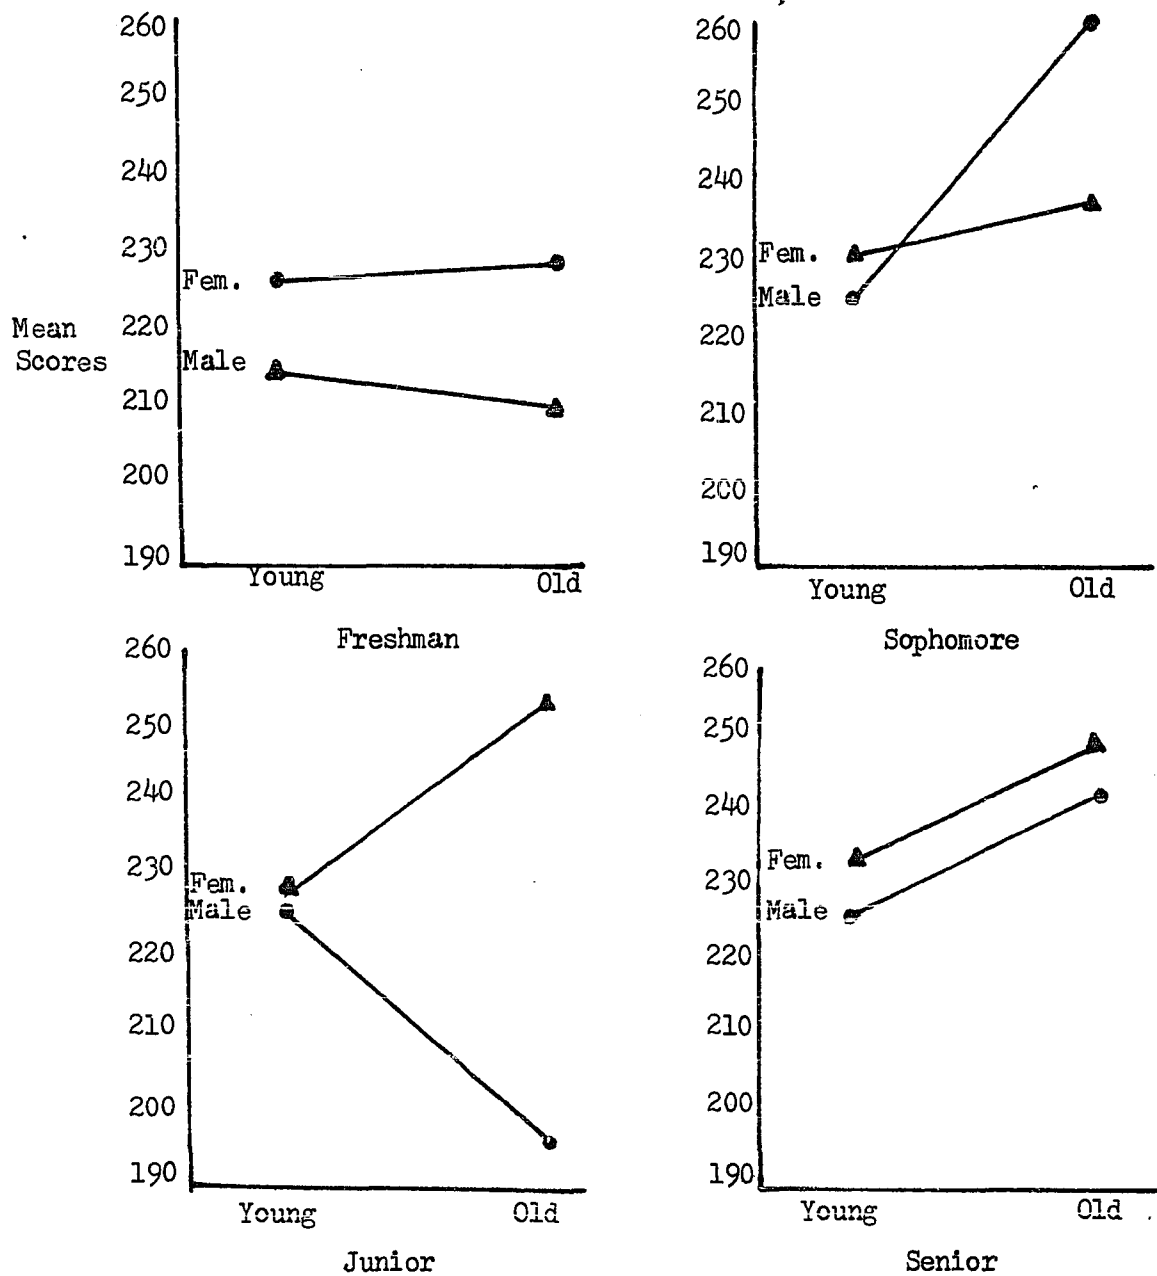 260
250
240
230
220
210
200
190
Mean
Scores
Fem.
Male
Young
Old
Freshman
260
250
240
230
220
210
200
190
Fem.
Male
Young
Old
Sophomore
260
250
240
230
220
210
200
190
Fem.
Male
Young
Old
Junior
260
250
240
230
220
210
200
190
Fem.
Male
Young
Old
Senior